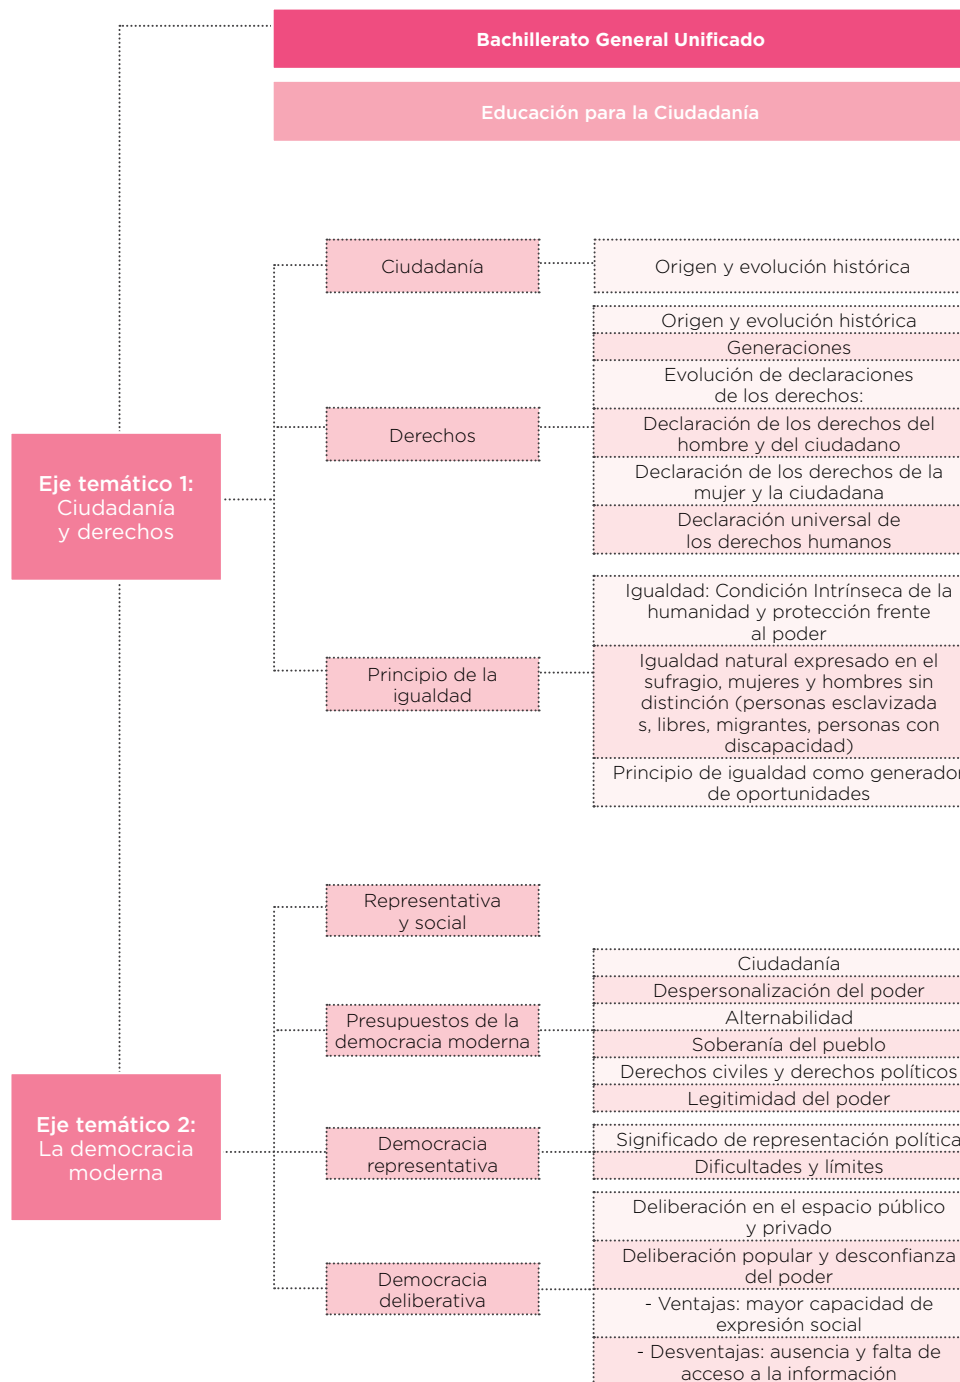 Bachillerato General Unificado
Educación para la Ciudadanía
Eje temático 1:
Ciudadanía
y derechos
Ciudadanía
Origen y evolución histórica
Derechos
Origen y evolución histórica
Generaciones
Evolución de declaraciones
de los derechos:
Declaración de los derechos del
hombre y del ciudadano
Declaración de los derechos de la
mujer y la ciudadana
Declaración universal de
los derechos humanos
Principio de la
igualdad
Igualdad: Condición Intrínseca de la
humanidad y protección frente
al poder
Igualdad natural expresado en el
sufragio, mujeres y hombres sin
distinción (personas esclavizada
s, libres, migrantes, personas con
discapacidad)
Principio de igualdad como generador
de oportunidades
Eje temático 2:
La democracia
moderna
Representativa
y social
Presupuestos de la
democracia moderna
Ciudadanía
Despersonalización del poder
Alternabilidad
Soberanía del pueblo
Derechos civiles y derechos políticos
Legitimidad del poder
Democracia
representativa
Significado de representación política
Dificultades y límites
Democracia
deliberativa
Deliberación en el espacio público
y privado
Deliberación popular y desconfianza
del poder
- Ventajas: mayor capacidad de
expresión social
- Desventajas: ausencia y falta de
acceso a la información